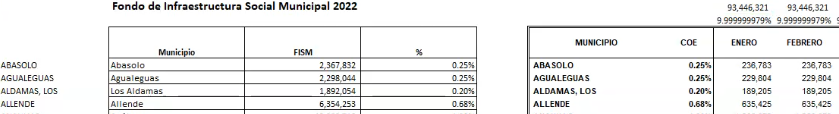 Fondo de Infraestructura Social Municipal 2022 93,446,321 93,446,321
9.999999979% 9.999999979%
Municipio FISM % MUNICIPIO COE ENERO FEBRERO
ABASOLO Abasolo 2,367,832 0.25% ABASOLO 0.25% 236,783 236,783
AGUALEGUAS Agualeguas 2,298,044 0.25% AGUALEGUAS 0.25% 229,804 229,804
ALDAMAS, LOS Los Aldamas 1,892,054 0.20% ALDAMAS, LOS 0.20% 189,205 189,205
ALLENDE Allende 6,354,253 0.68% ALLENDE 0.68% 635,425 635,425